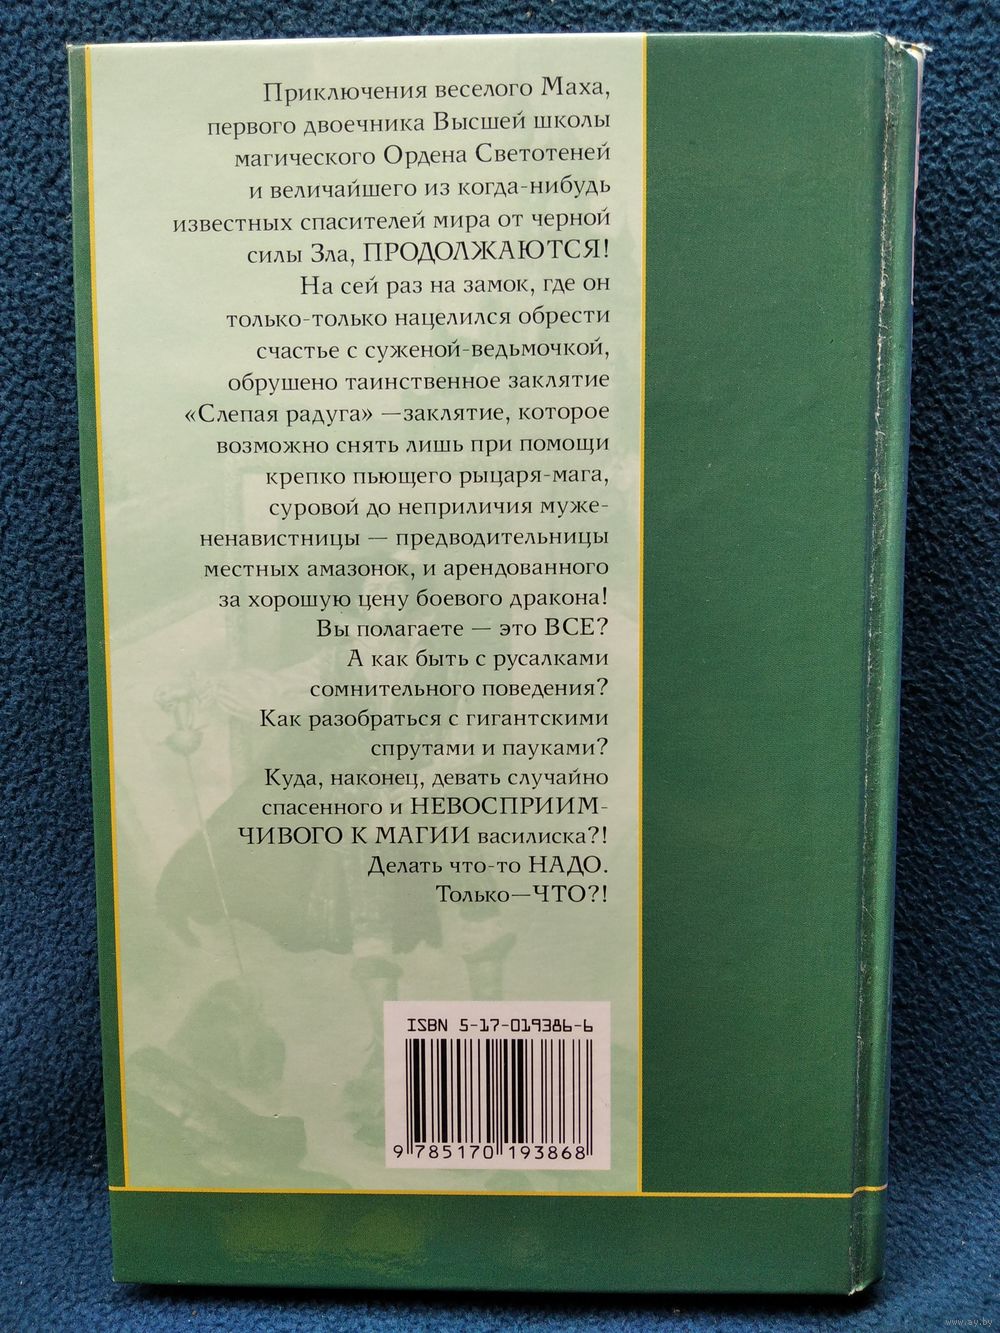 Приключения веселого Маха,
первого двоечника Высшей школы
магического Ордена Светотеней
и величайшего из когда-нибудь
известных спасителей мира от черной
силы Зла, ПРОДОЛЖАЮТСЯ!
На сей раз на замок, где он
только-только нацелился обрести
счастье с суженой-ведьмочкой,
обрушено таинственное заклятие
«Слепая радуга» —заклятие, которое
возможно снять лишь при помощи
крепко пьющего рыцаря-мага,
суровой до неприличия муже-
ненавистницы — предводительницы
местных амазонок, и арендованного
за хорошую цену боевого дракона!
Вы полагаете — это ВСЕ?
А как быть с русалками
сомнительного поведения?
Как разобраться с гигантскими
спрутами и пауками?
Куда, наконец, девать случайно
спасенного и НЕВОСПРИИМ-
ЧИВОГО К МАГИИ василиска?!
Делать что-то НАДО.
Только—ЧТО?!
ISBN 5-17-019386-6
9 785170 193868
www.ay.by